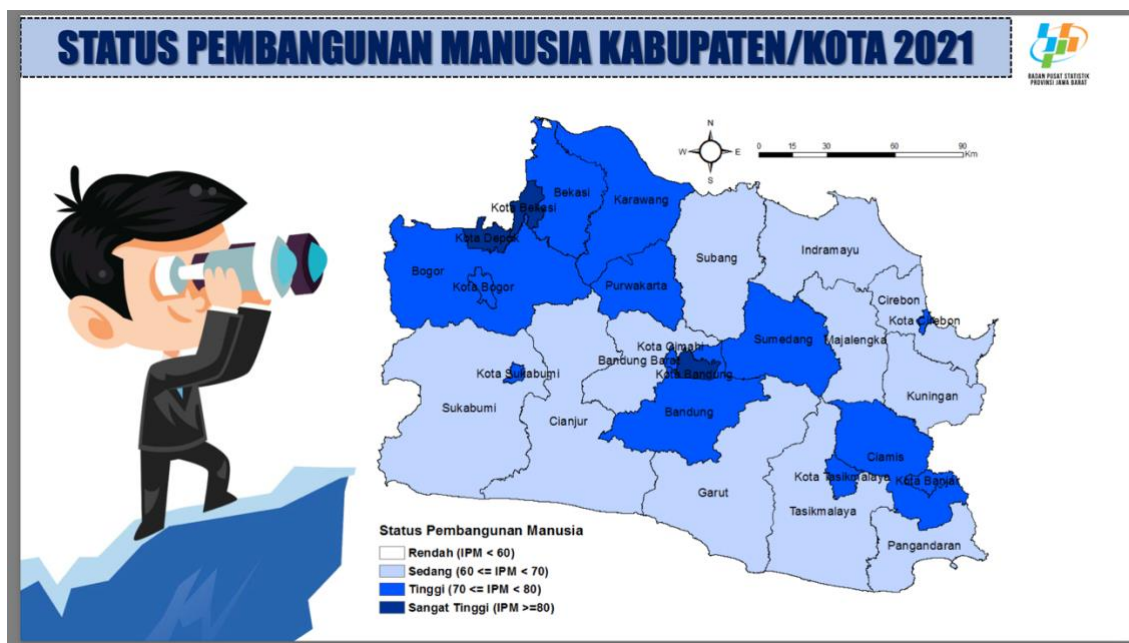 STATUS PEMBANGUNAN MANUSIA KABUPATEN/KOTA 2021
BADAN PUSAT STATISTIK
PROVINSI JAWA BARAT
N
W E
S
0 15 30 60 90
Km
Bekasi
Karawang
Kota Bekasi
Kota Depok
Subang
Indramayu
Bogor
Kota Bogor
Purwakarta
Cirebon
Kota Cirebon
Kota Cimahi
Sumedang
Majalengka
Bandung Barat
Kota Bandung
Kota Sukabumi
Kuningan
Sukabumi
Cianjur
Bandung
Ciamis
Kota Tasikmalaya
Kota Banjar
Garut
Tasikmalaya
Pangandaran
Status Pembangunan Manusia
Rendah (IPM < 60)
Sedang (60 <= IPM < 70)
Tinggi (70 <= IPM < 80)
Sangat Tinggi (IPM >=80)